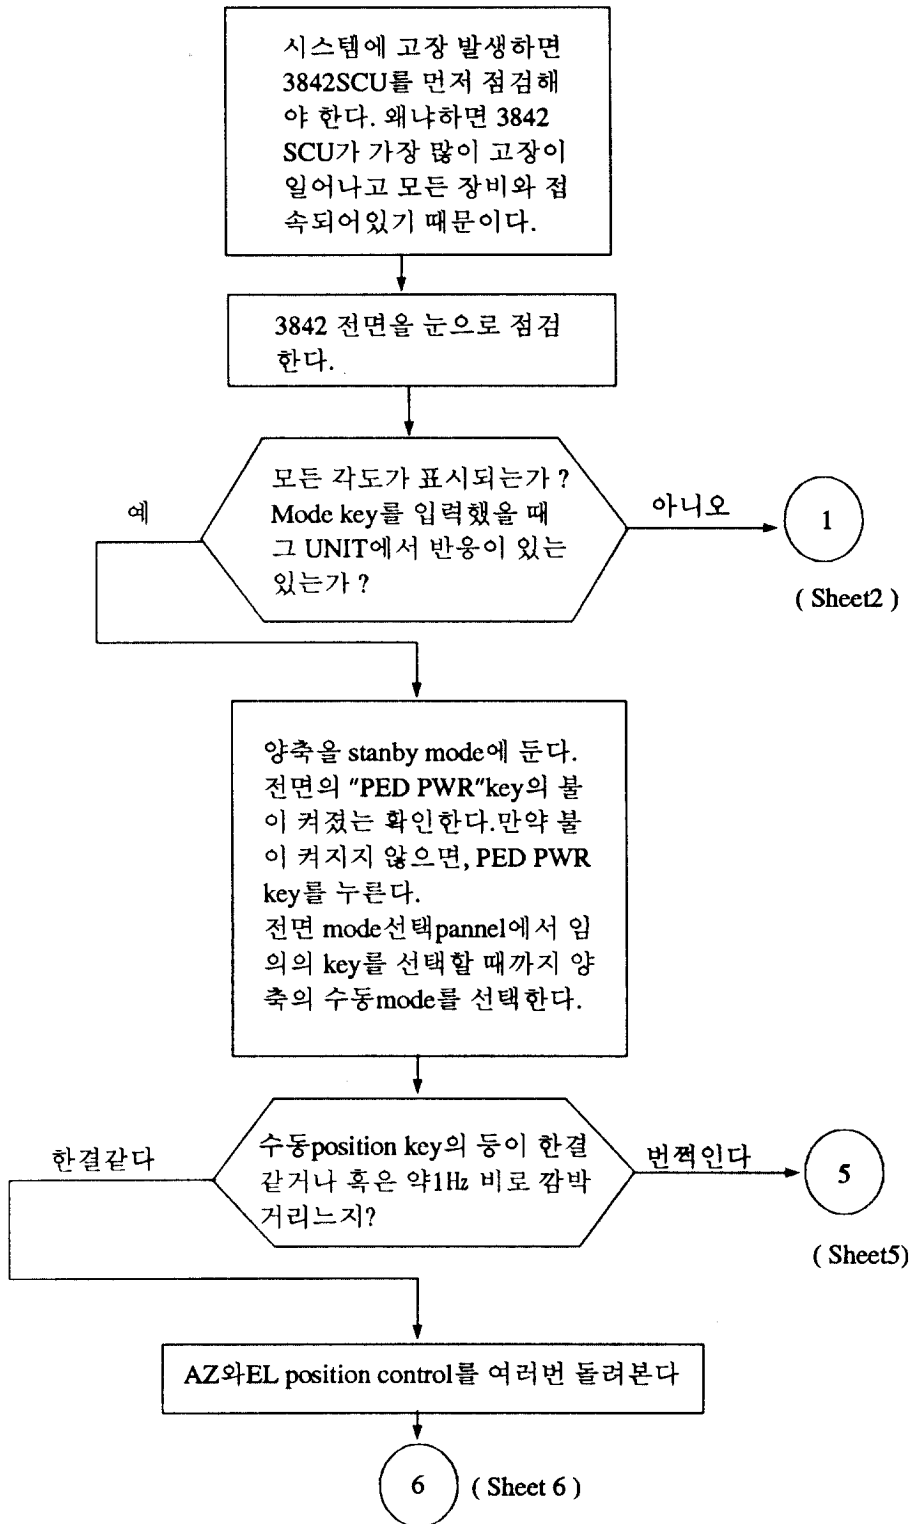 시스템에 고장 발생하면
3842SCU를 먼저 점검해
야 한다. 왜냐하면 3842
SCU가 가장 많이 고장이
일어나고 모든 장비와 접
속되어있기 때문이다.
3842 전면을 눈으로 점검
한다.
모든 각도가 표시되는가 ?
Mode key를 입력했을 때
그 UNIT에서 반응이 있는
있는가 ?
예
아니오
1
( Sheet2 )
양축을 stanby mode에 둔다.
전면의 "PED PWR"key의 불
이 켜졌는 확인한다.만약 불
이 켜지지 않으면, PED PWR
key를 누른다.
전면 mode선택pannel에서 임
의의 key를 선택할 때까지 양
축의 수동mode를 선택한다.
수동position key의 등이 한결
같거나 혹은 약1Hz 비로 깜박
거리느지?
한결같다
번쩍인다
5
( Sheet5)
AZ와EL position control를 여러번 돌려본다
6
( Sheet 6 )